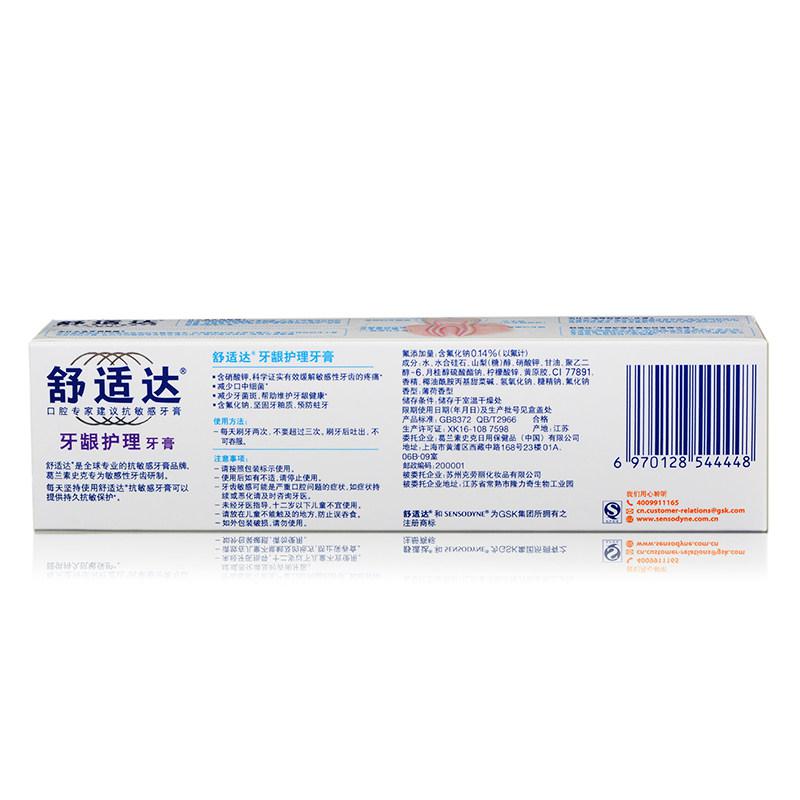 舒适达
舒适达®
口腔专家建议抗敏感牙膏
牙龈护理 牙膏
舒适达®是全球专业的抗敏感牙膏品牌,
葛兰素史克专为敏感性牙齿研制。
每天坚持使用舒适达®抗敏感牙膏可以
提供持久抗敏保护*。
舒适达®牙龈护理牙膏
• 含硝酸钾,科学证实有效缓解敏感性牙齿的疼痛*
• 减少口中细菌*
• 减少牙菌斑,帮助维护牙龈健康*
• 含氟化钠,坚固牙釉质,预防蛀牙
使用方法:
- 每天刷牙两次,不要超过三次,刷牙后吐出,不
可吞服。
注意事项:
- 请按照包装标示使用。
- 使用后如有不适,请停止使用。
- 牙齿敏感可能是严重口腔问题的症状,如症状持
续或恶化请及时咨询牙医。
- 未经牙医指导,十二岁以下儿童不宜使用。
- 请放在儿童不能触及的地方,防止误吞食。
- 如外包装破损,请勿使用。
氟添加量:含氟化钠0.14%(以氟计)
成分:水、水合硅石、山梨(糖)醇、硝酸钾、甘油、聚乙二
醇-6、月桂醇硫酸酯钠、柠檬酸锌、黄原胶、CI 77891、
香精、椰油酰胺丙基甜菜碱、氢氧化钠、糖精钠、氟化钠
香型:薄荷香型
储存条件:储存于室温干燥处
限期使用日期(年月日)及生产批号见盒盖处
产品标准:GB8372 QB/T2966 合格
生产许可证:XK16-108 7598 产地:江苏
委托企业:葛兰素史克日用保健品(中国)有限公司
地址:上海市黄浦区西藏中路168号23楼01A、
06B-09室
邮政编码:200001
被委托企业:苏州克劳丽化妆品有限公司
被委托企业地址:江苏省常熟市隆力奇生物工业园
舒适达®和SENSODYNE®为GSK集团所拥有之
注册商标
6 970128 544448
我们用心聆听
4009911165
cn.customer-relations@gsk.com
www.sensodyne.com.cn